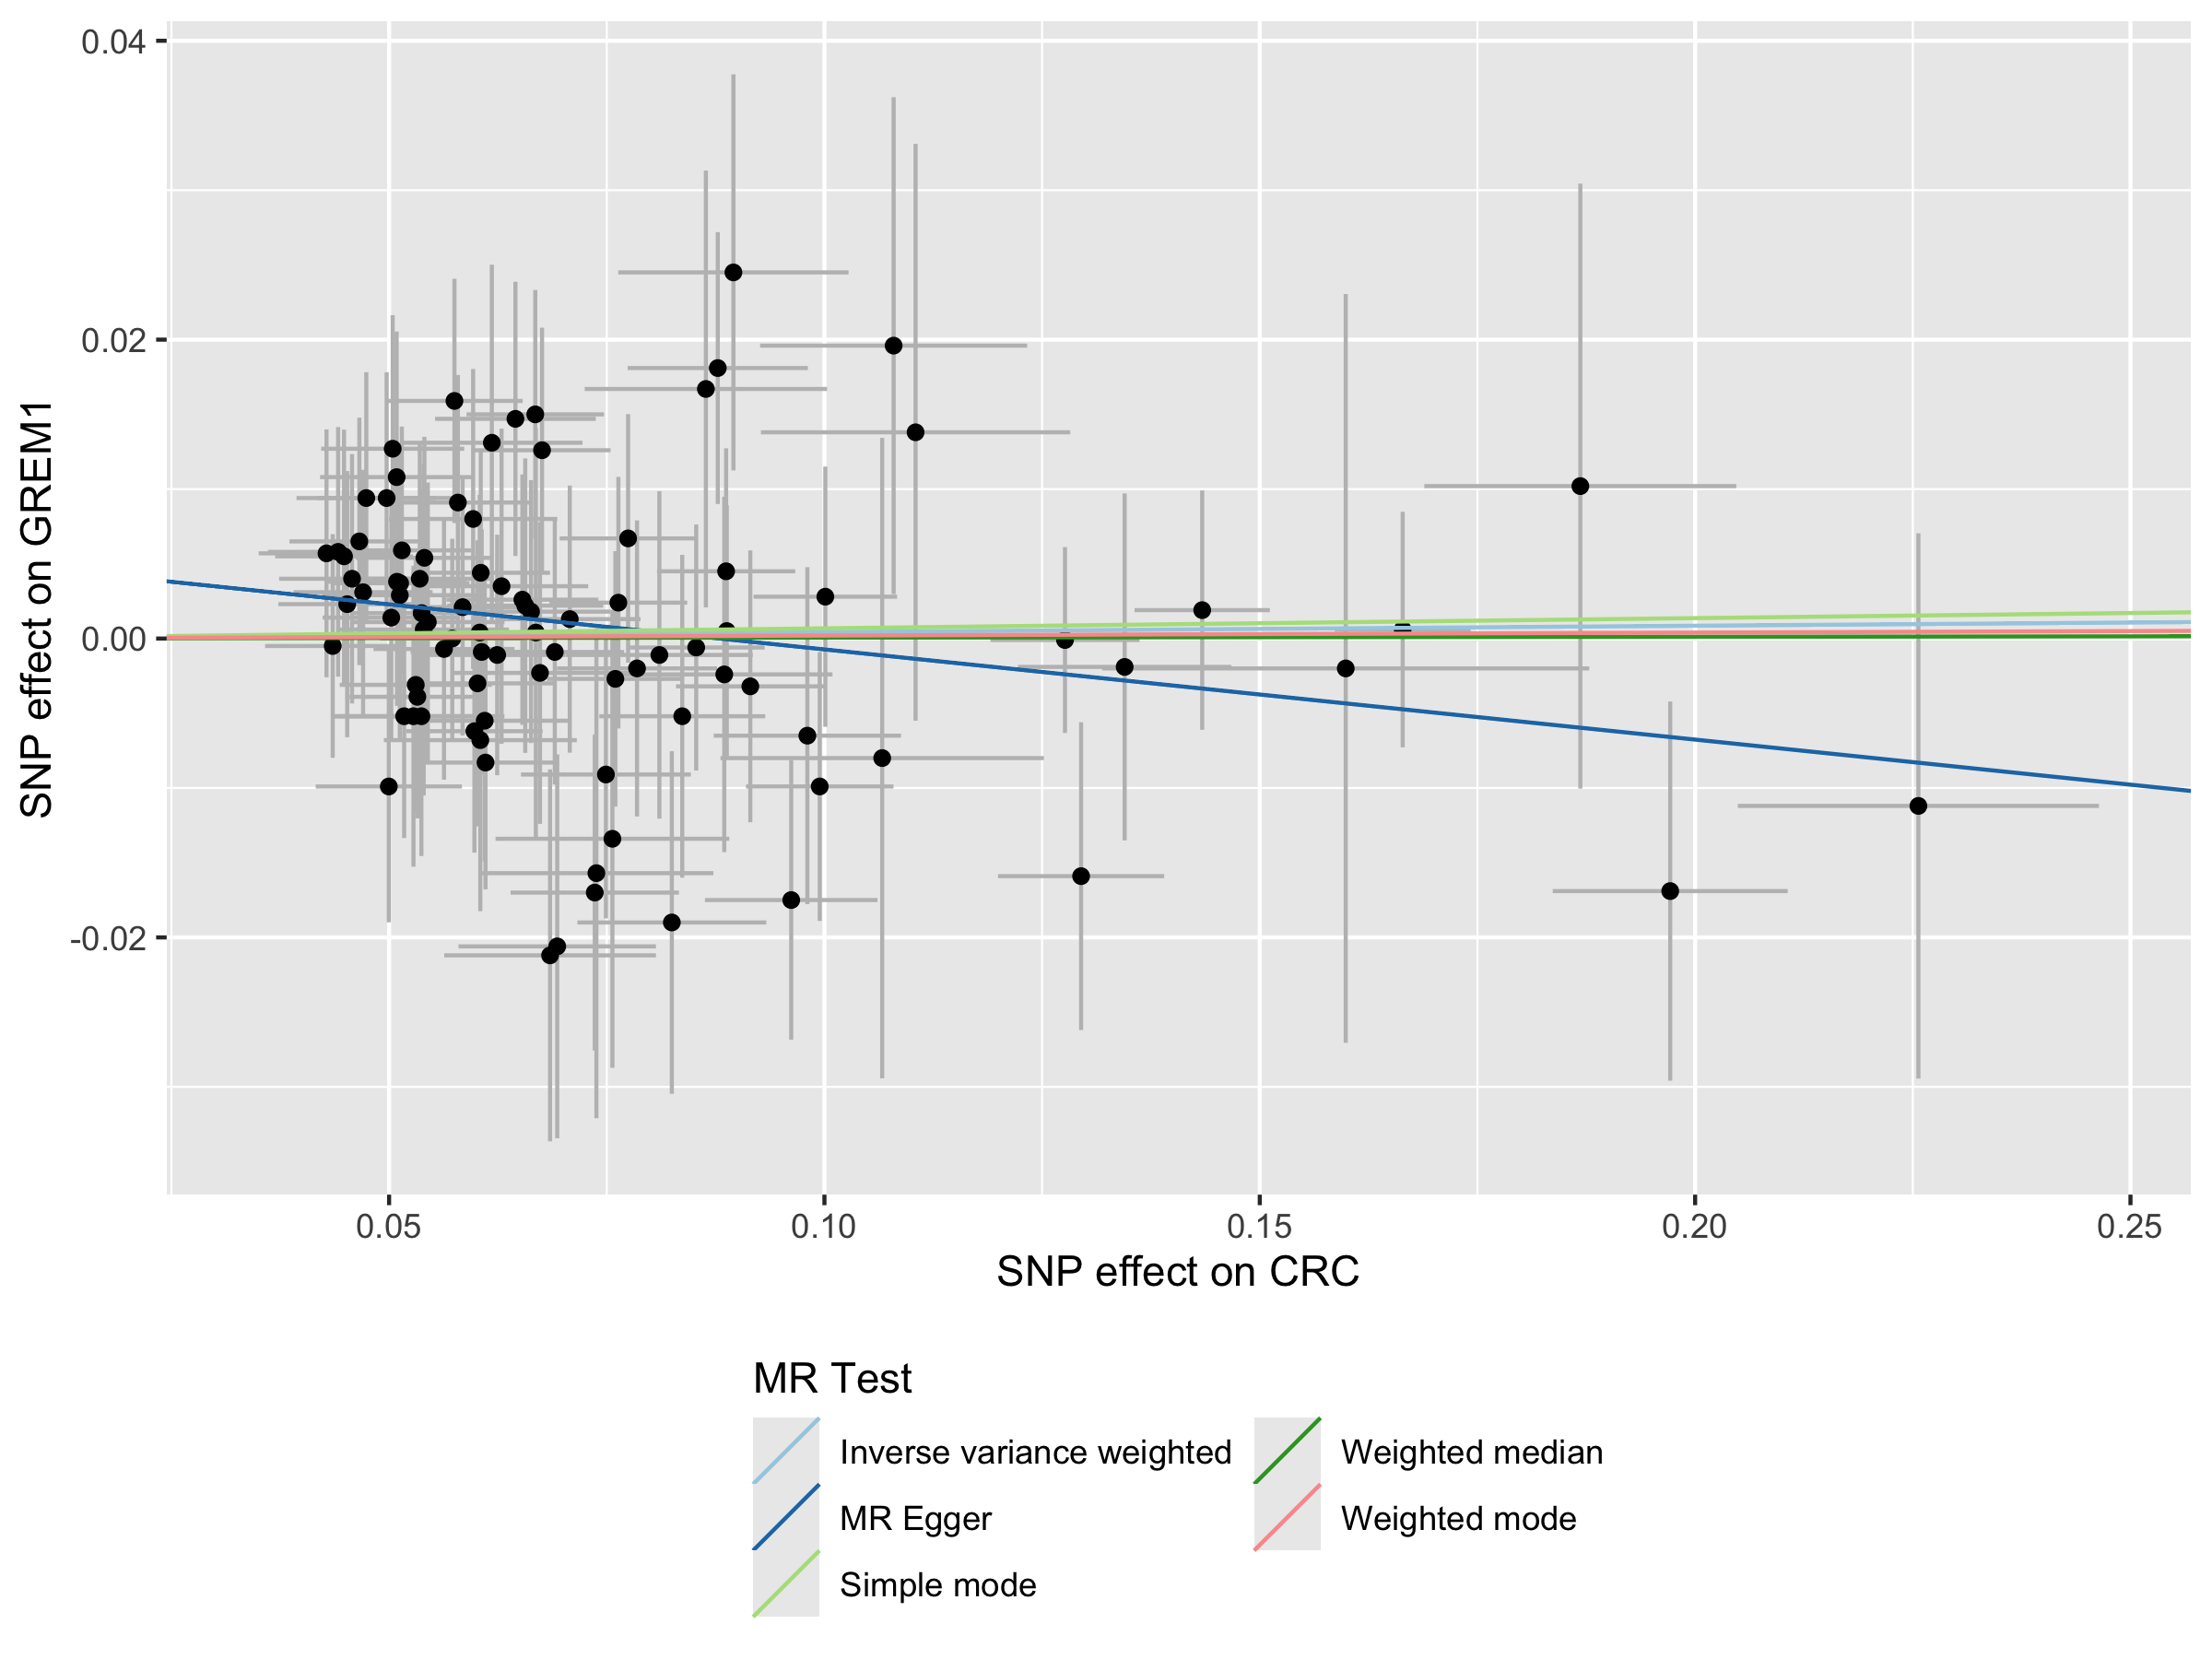 0.04
0.02
0.00
-0.02
SNP effect on GREM1
0.05 0.10 0.15 0.20 0.25
SNP effect on CRC
MR Test
Inverse variance weighted
MR Egger
Simple mode
Weighted median
Weighted mode